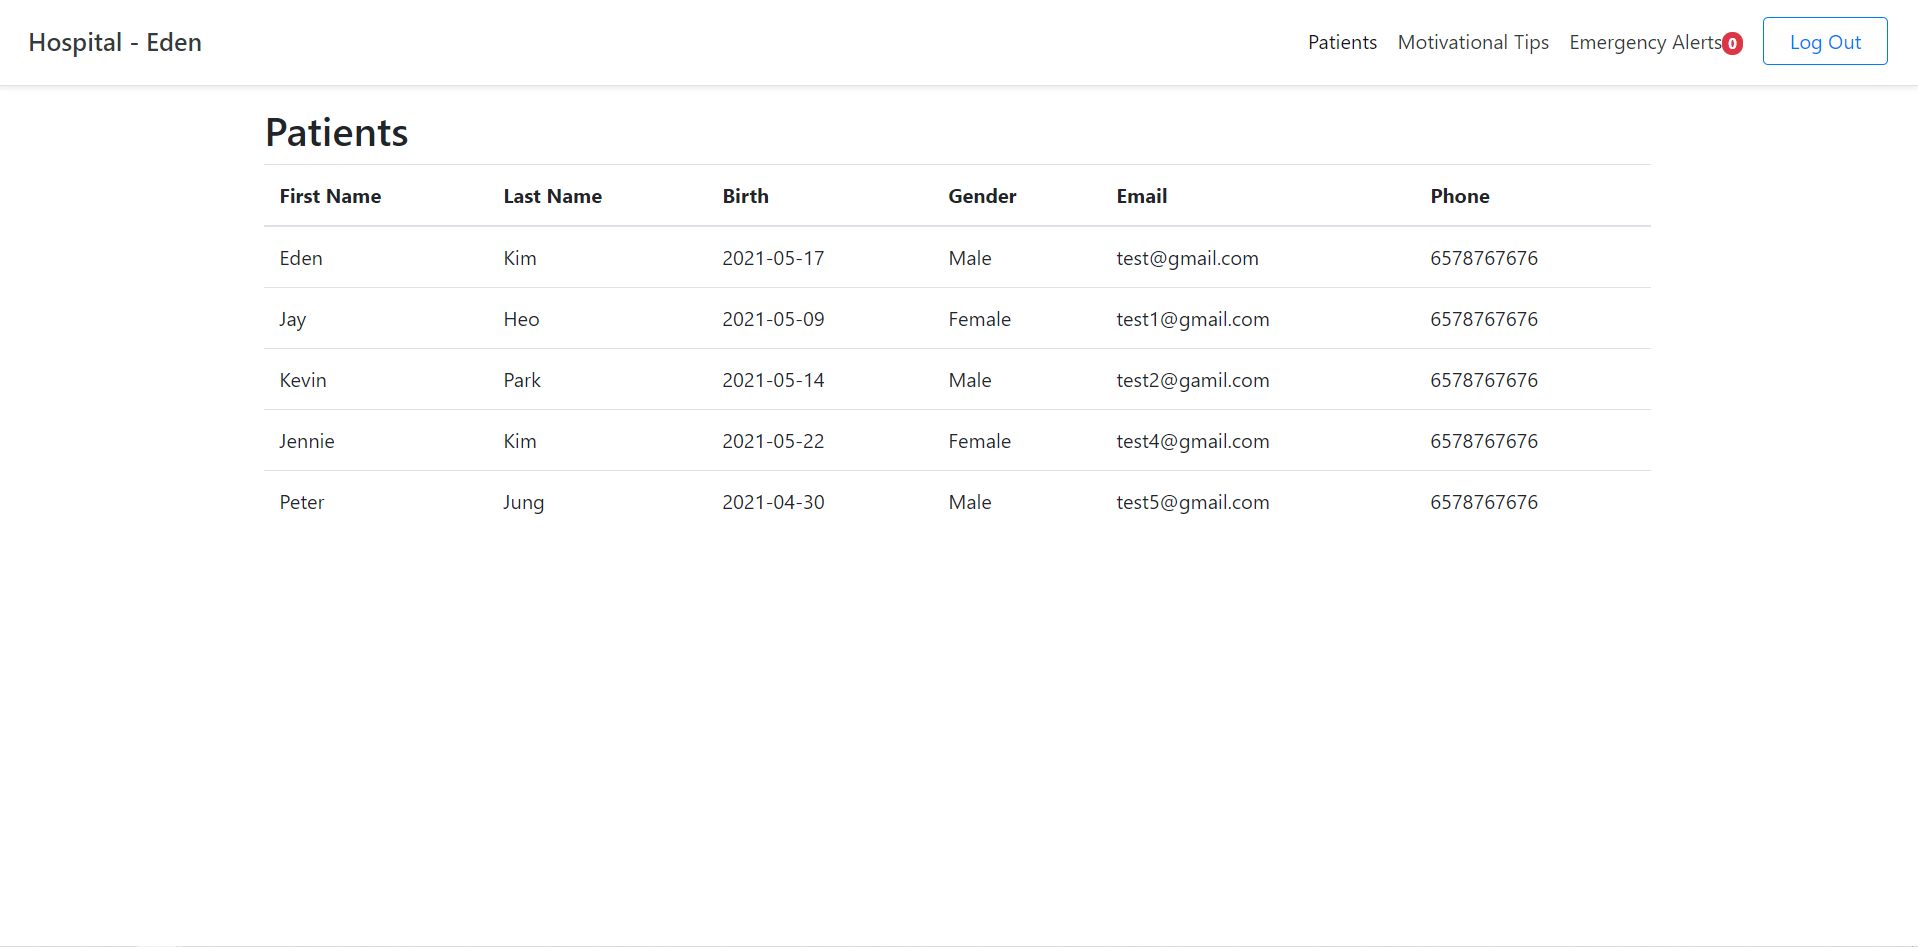 Hospital - Eden Patients Motivational Tips Emergency Alerts 0 Log Out
Patients
First Name Last Name Birth Gender Email Phone
Eden Kim 2021-05-17 Male test@gmail.com 6578767676
Jay Heo 2021-05-09 Female test1@gmail.com 6578767676
Kevin Park 2021-05-14 Male test2@gamil.com 6578767676
Jennie Kim 2021-05-22 Female test4@gmail.com 6578767676
Peter Jung 2021-04-30 Male test5@gmail.com 6578767676